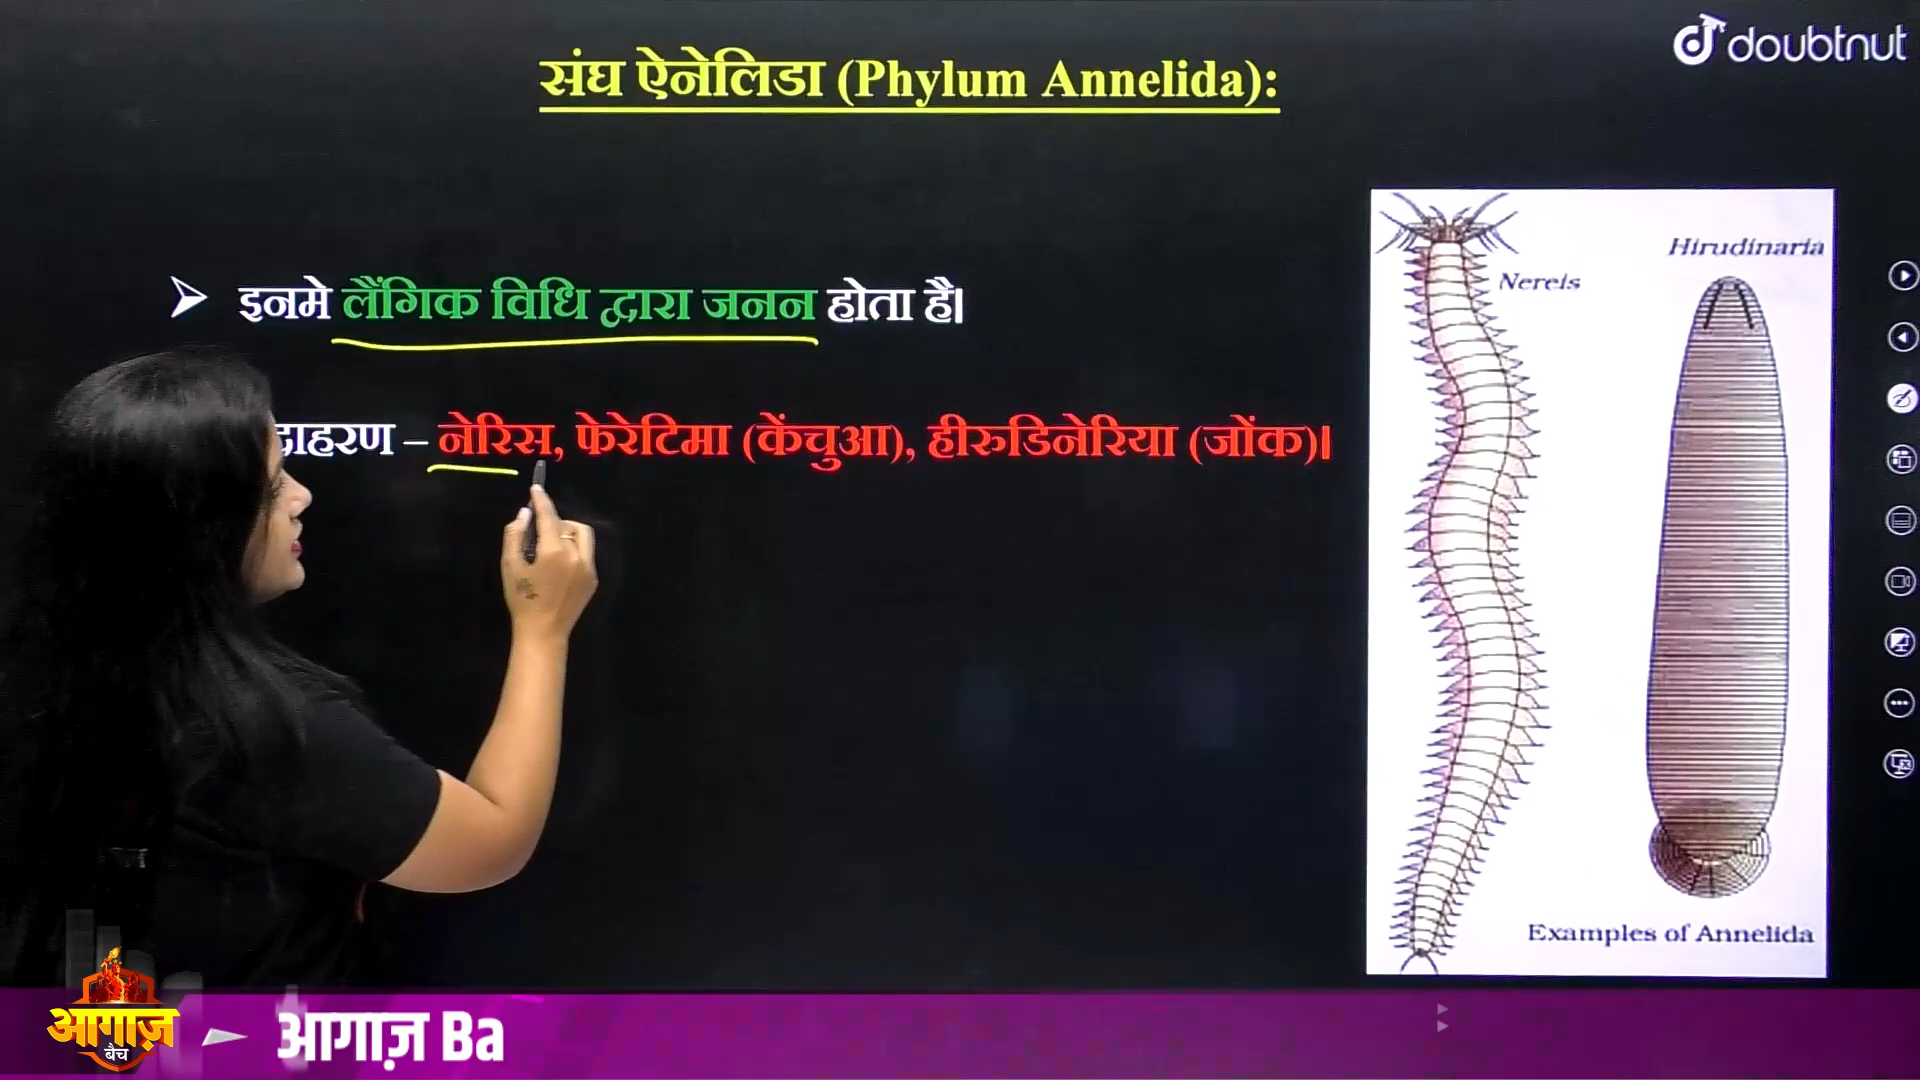 doubtnut
संघ ऐनेलिडा (Phylum Annelida):
इनमे लैंगिक विधि द्वारा जनन होता है।
दाहरण – नेरिस, फेरेटिमा (केंचुआ), हीरुडिनेरिया (जोंक)।
Hirudinaria
Nereis
Examples of Annelida
आगाज़
बैच
आगाज़ Ba